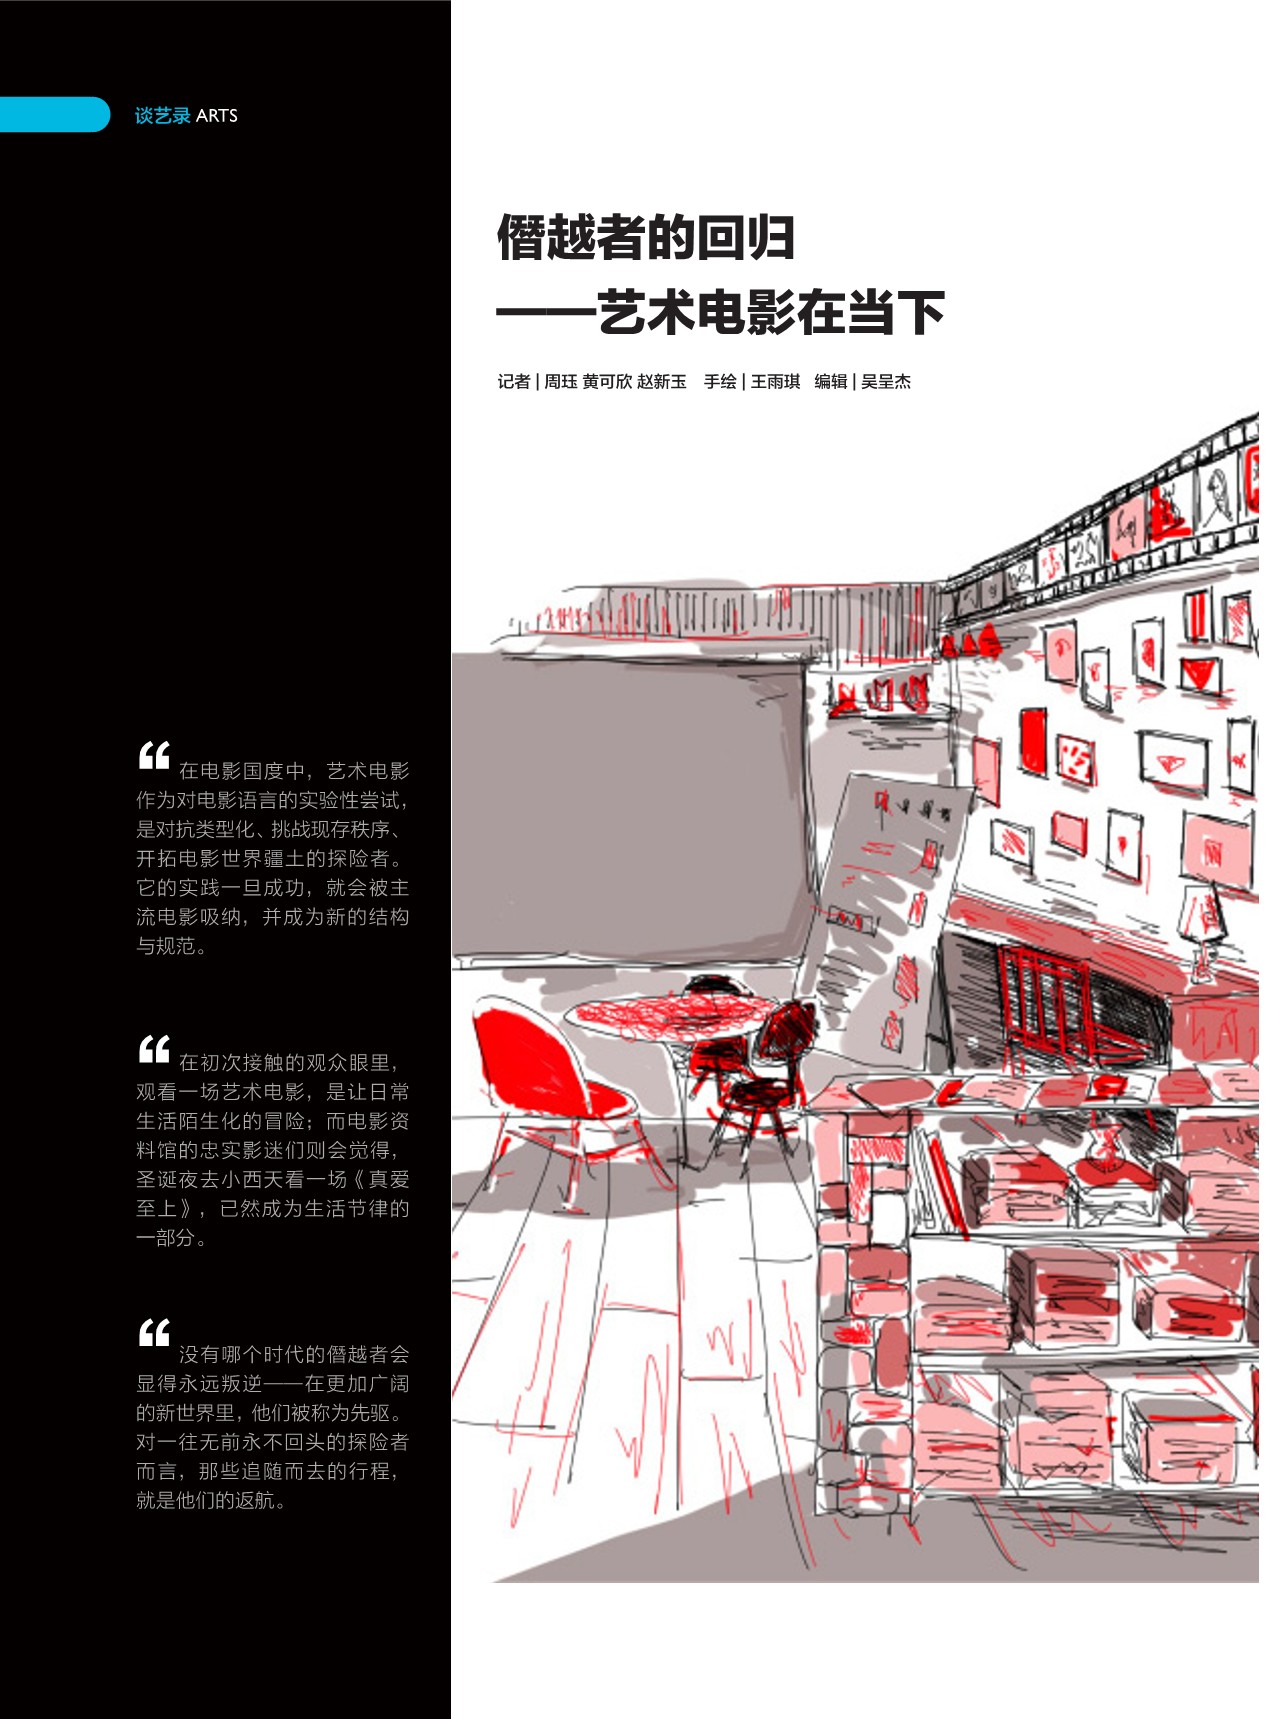 谈艺录 ARTS
僭越者的回归
——艺术电影在当下
记者 | 周珏 黄可欣 赵新玉 手绘 | 王雨琪 编辑 | 吴呈杰
“在电影国度中，艺术电影
作为对电影语言的实验性尝试，
是对抗类型化、挑战现存秩序、
开拓电影世界疆土的探险者。
它的实践一旦成功，就会被主
流电影吸纳，并成为新的结构
与规范。
“在初次接触的观众眼里，
观看一场艺术电影，是让日常
生活陌生化的冒险；而电影资
料馆的忠实影迷们则会觉得，
圣诞夜去小西天看一场《真爱
至上》，已然成为生活节律的
一部分。
“没有哪个时代的僭越者会
显得永远叛逆——在更加广阔
的新世界里，他们被称为先驱。
对一往无前永不回头的探险者
而言，那些追随而去的行程，
就是他们的返航。